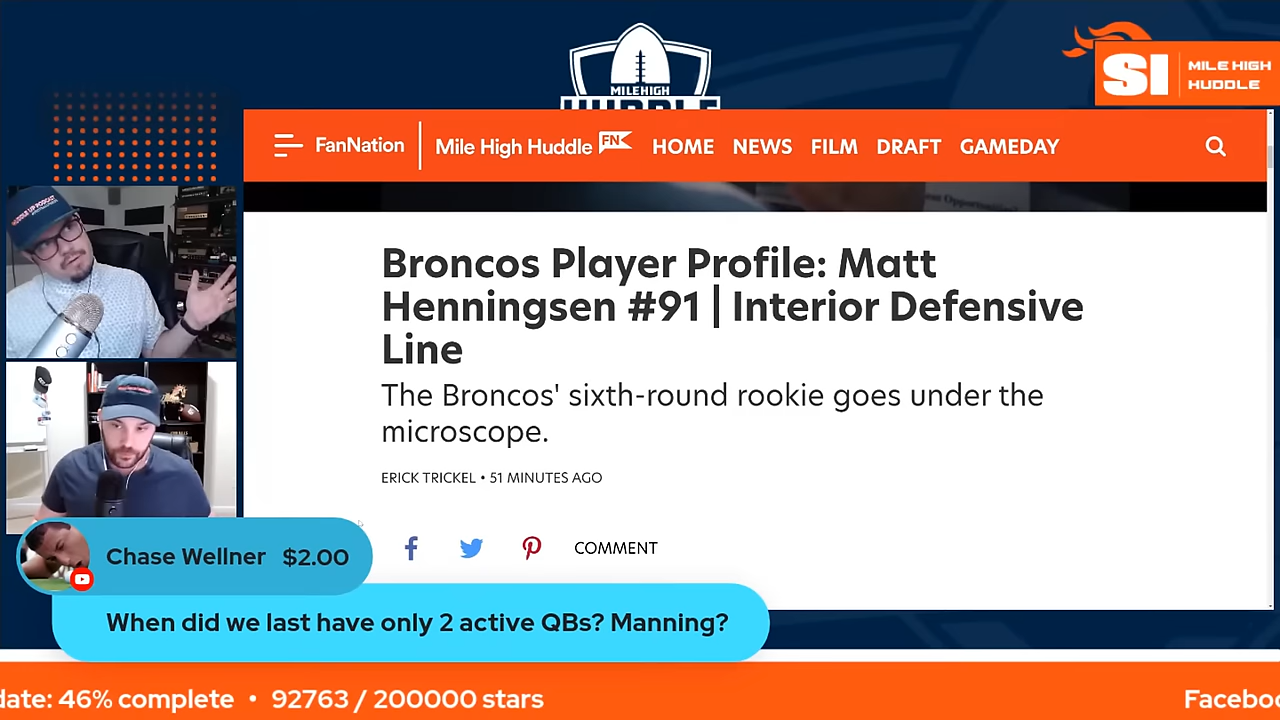 MILE HIGH
HUDDLE
SI MILE HIGH
HUDDLE
FanNation Mile High Huddle FN HOME NEWS FILM DRAFT GAMEDAY
Broncos Player Profile: Matt
Henningsen #91 | Interior Defensive
Line
The Broncos' sixth-round rookie goes under the
microscope.
ERICK TRICKEL • 51 MINUTES AGO
COMMENT
Chase Wellner $2.00
When did we last have only 2 active QBs? Manning?
date: 46% complete • 92763 / 200000 stars
Facebo